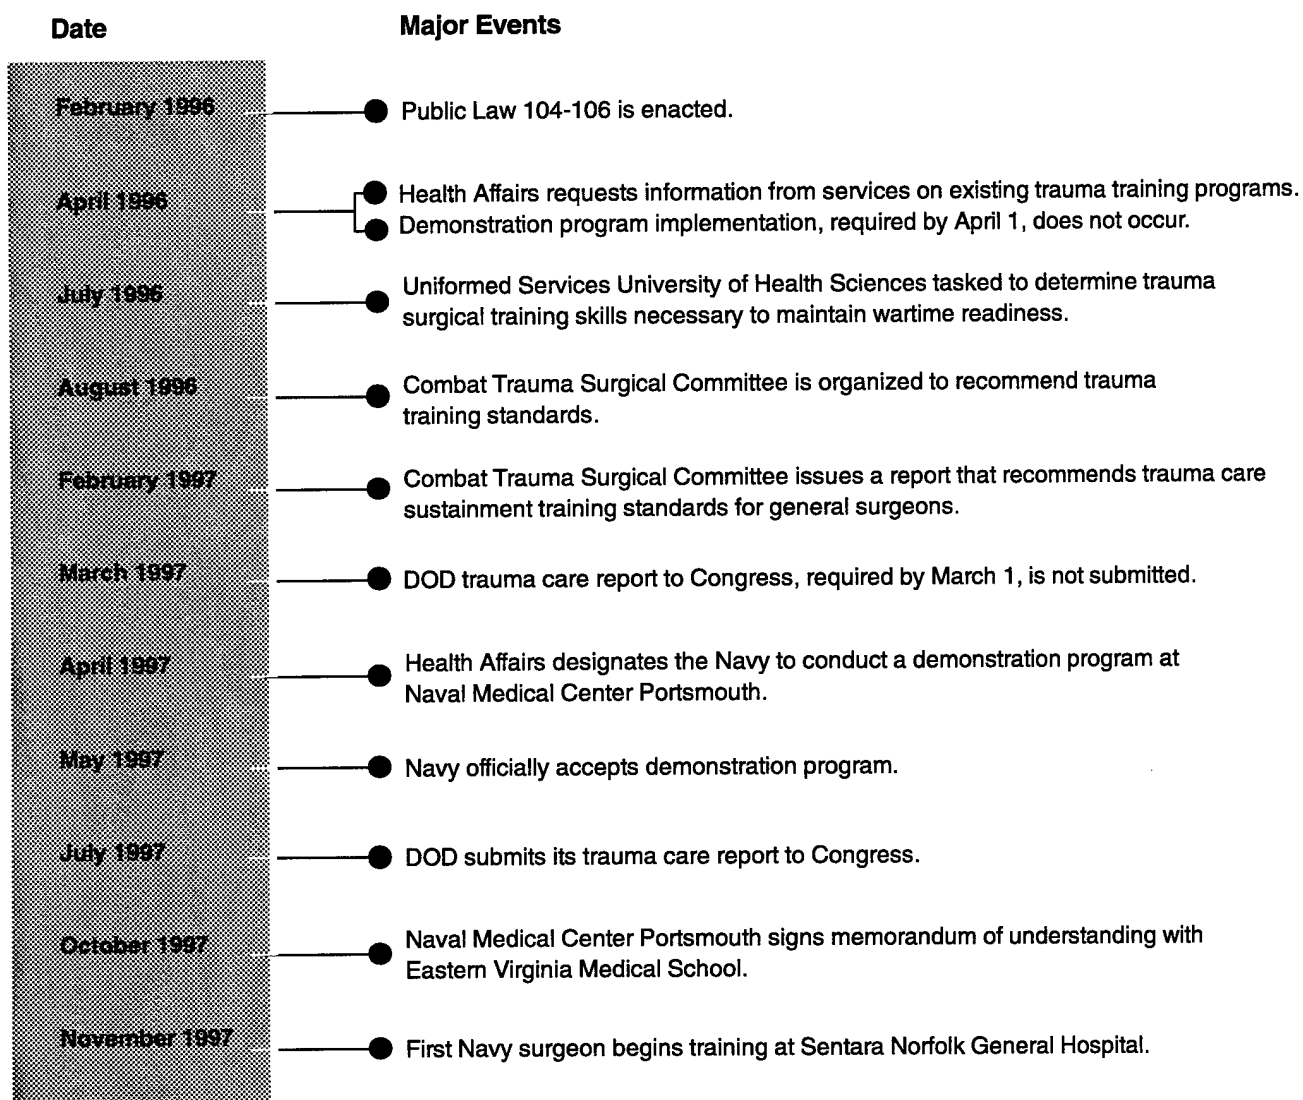 Date
Major Events
February 1996
Public Law 104-106 is enacted.
April 1996
Health Affairs requests information from services on existing trauma training programs.
Demonstration program implementation, required by April 1, does not occur.
July 1996
Uniformed Services University of Health Sciences tasked to determine trauma
surgical training skills necessary to maintain wartime readiness.
August 1996
Combat Trauma Surgical Committee is organized to recommend trauma
training standards.
February 1997
Combat Trauma Surgical Committee issues a report that recommends trauma care
sustainment training standards for general surgeons.
March 1997
DOD trauma care report to Congress, required by March 1, is not submitted.
April 1997
Health Affairs designates the Navy to conduct a demonstration program at
Naval Medical Center Portsmouth.
May 1997
Navy officially accepts demonstration program.
July 1997
DOD submits its trauma care report to Congress.
October 1997
Naval Medical Center Portsmouth signs memorandum of understanding with
Eastern Virginia Medical School.
November 1997
First Navy surgeon begins training at Sentara Norfolk General Hospital.